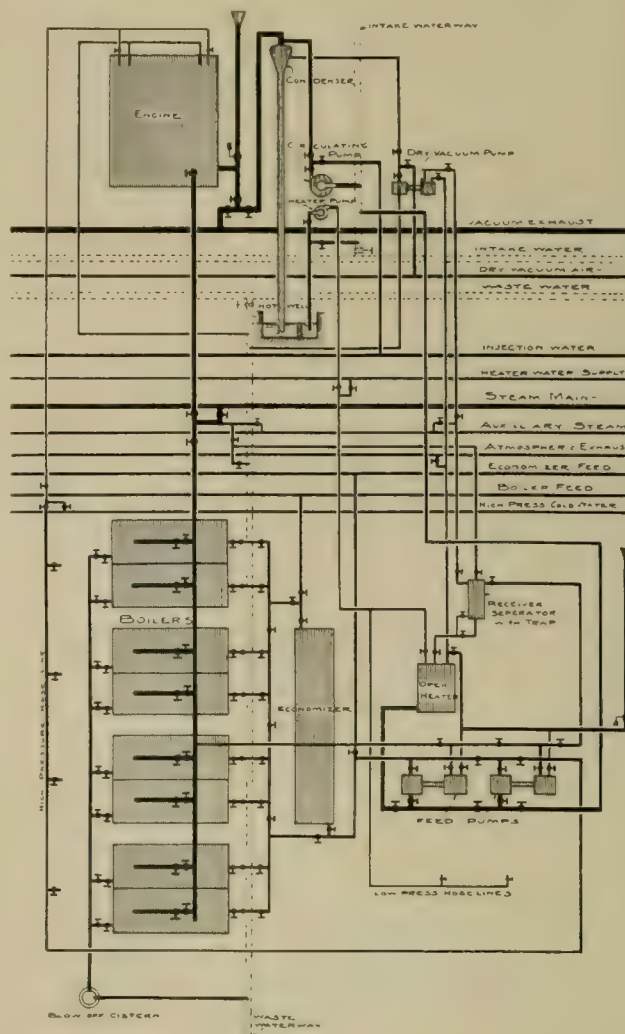 INTAKE WATERWAY
ENGINE
CONDENSER
CIRCULATING
PUMP
DRY VACUUM PUMP
HEATER PUMP
VACUUM EXHAUST
INTAKE WATER
DRY VACUUM AIR
WASTE WATER
HOT WELL
INJECTION WATER
HEATER WATER SUPPLY
STEAM MAIN
AUXILIARY STEAM
ATMOSPHERIC EXHAUST
ECONOMIZER FEED
BOILER FEED
HIGH PRESS COLD WATER
BOILERS
RECEIVER
SEPERATOR
WITH TRAP
OPEN
HEATER
ECONOMIZER
HIGH PRESSURE HOSE LINE
FEED PUMPS
LOW PRESS HOSE LINES
BLOW OFF CISTERN
WASTE
WATERWAY